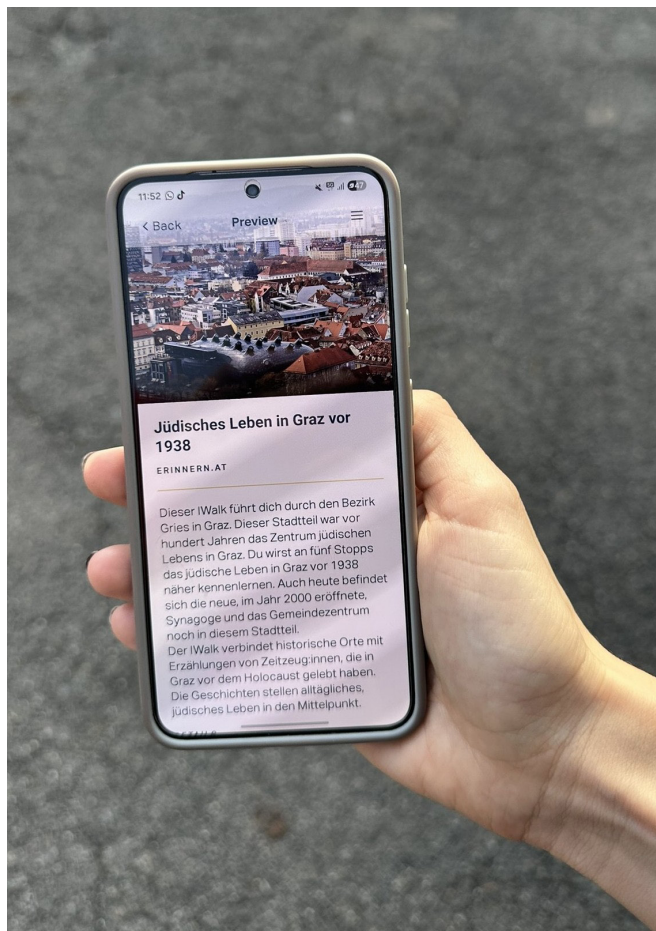 11:52
Back
Preview
Jüdisches Leben in Graz vor
1938
ERINNERN.AT
Dieser IWalk führt dich durch den Bezirk
Gries in Graz. Dieser Stadtteil war vor
hundert Jahren das Zentrum jüdischen
Lebens in Graz. Du wirst an fünf Stopps
das jüdische Leben in Graz vor 1938
näher kennenlernen. Auch heute befindet
sich die neue, im Jahr 2000 eröffnete,
Synagoge und das Gemeindezentrum
noch in diesem Stadtteil.
Der IWalk verbindet historische Orte mit
Erzählungen von Zeitzeug:innen, die in
Graz vor dem Holocaust gelebt haben.
Die Geschichten stellen alltägliches,
jüdisches Leben in den Mittelpunkt.